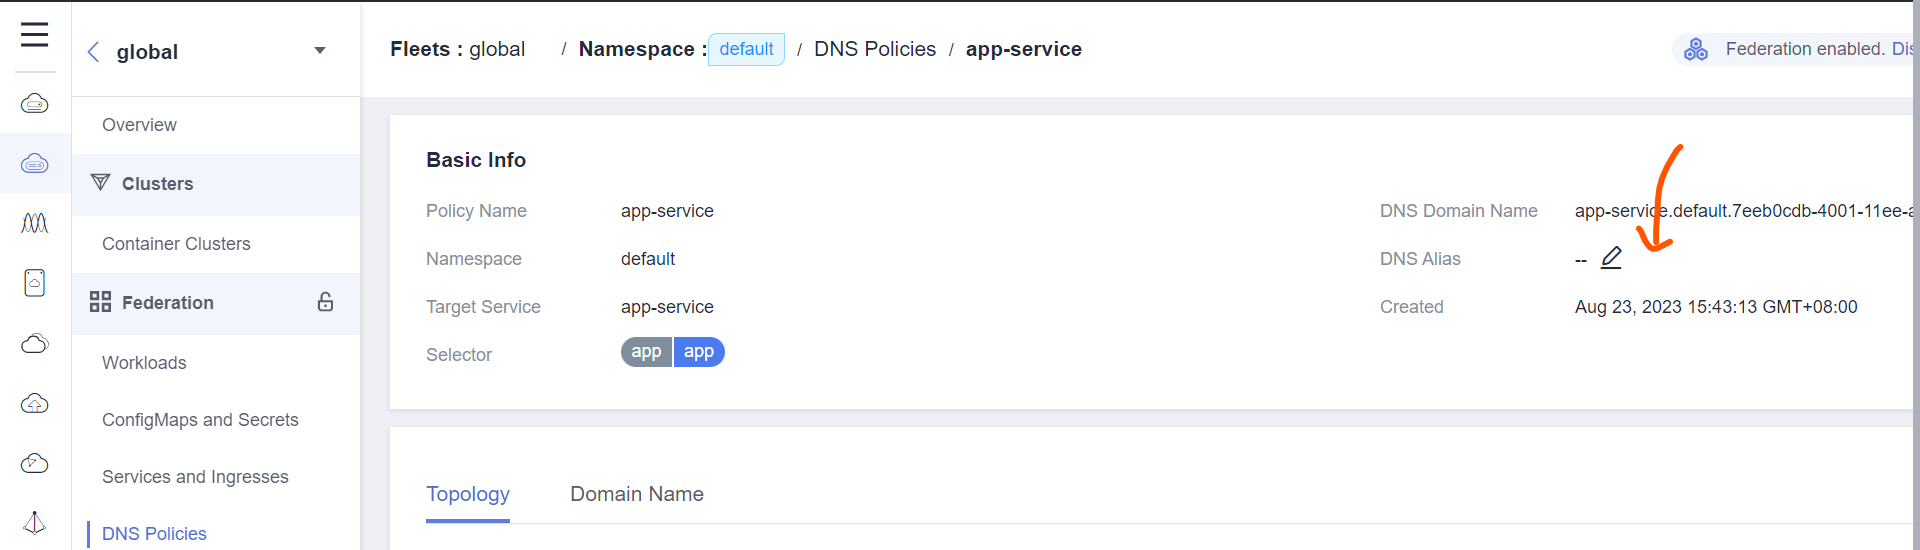 global
Fleets : global / Namespace : default / DNS Policies / app-service
Federation enabled. Dis
Overview
Clusters
Container Clusters
Federation
Workloads
ConfigMaps and Secrets
Services and Ingresses
DNS Policies
Basic Info
Policy Name app-service
Namespace default
Target Service app-service
Selector app app
DNS Domain Name app-service.default.7eeb0cdb-4001-11ee-a
DNS Alias --
Created Aug 23, 2023 15:43:13 GMT+08:00
Topology Domain Name